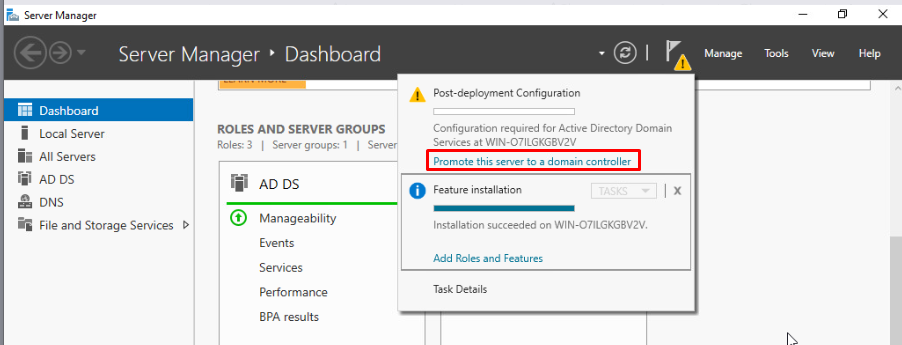 Server Manager
Server Manager ‣ Dashboard
Manage Tools View Help
LEARN MORE
Dashboard
Local Server
All Servers
AD DS
DNS
File and Storage Services
ROLES AND SERVER GROUPS
Roles: 3 | Server groups: 1 | Server
AD DS
Manageability
Events
Services
Performance
BPA results
Post-deployment Configuration
Configuration required for Active Directory Domain
Services at WIN-O7ILGKGBV2V
Promote this server to a domain controller
Feature installation
TASKS
X
Installation succeeded on WIN-O7ILGKGBV2V.
Add Roles and Features
Task Details